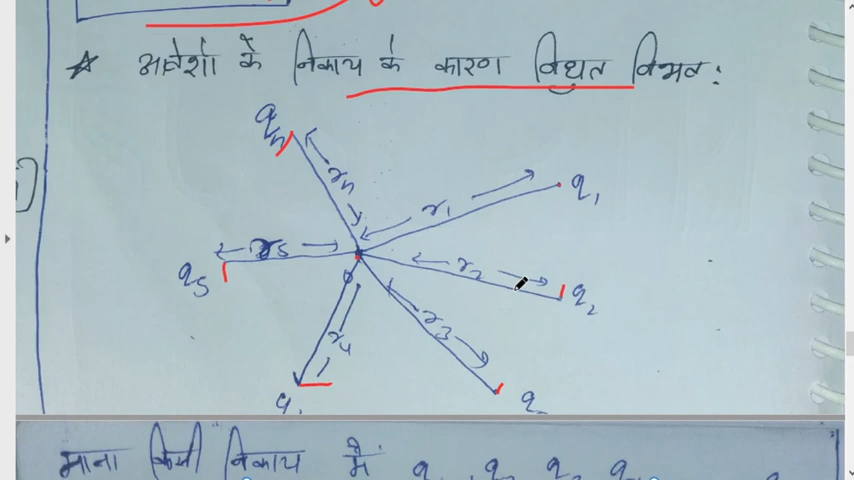 ☆ आवेशों के निकाय के कारण विधुत विभव:
qn
rn
r1
q1
r5
q5
r2
q2
r3
r4
माना किसी निकाय में q